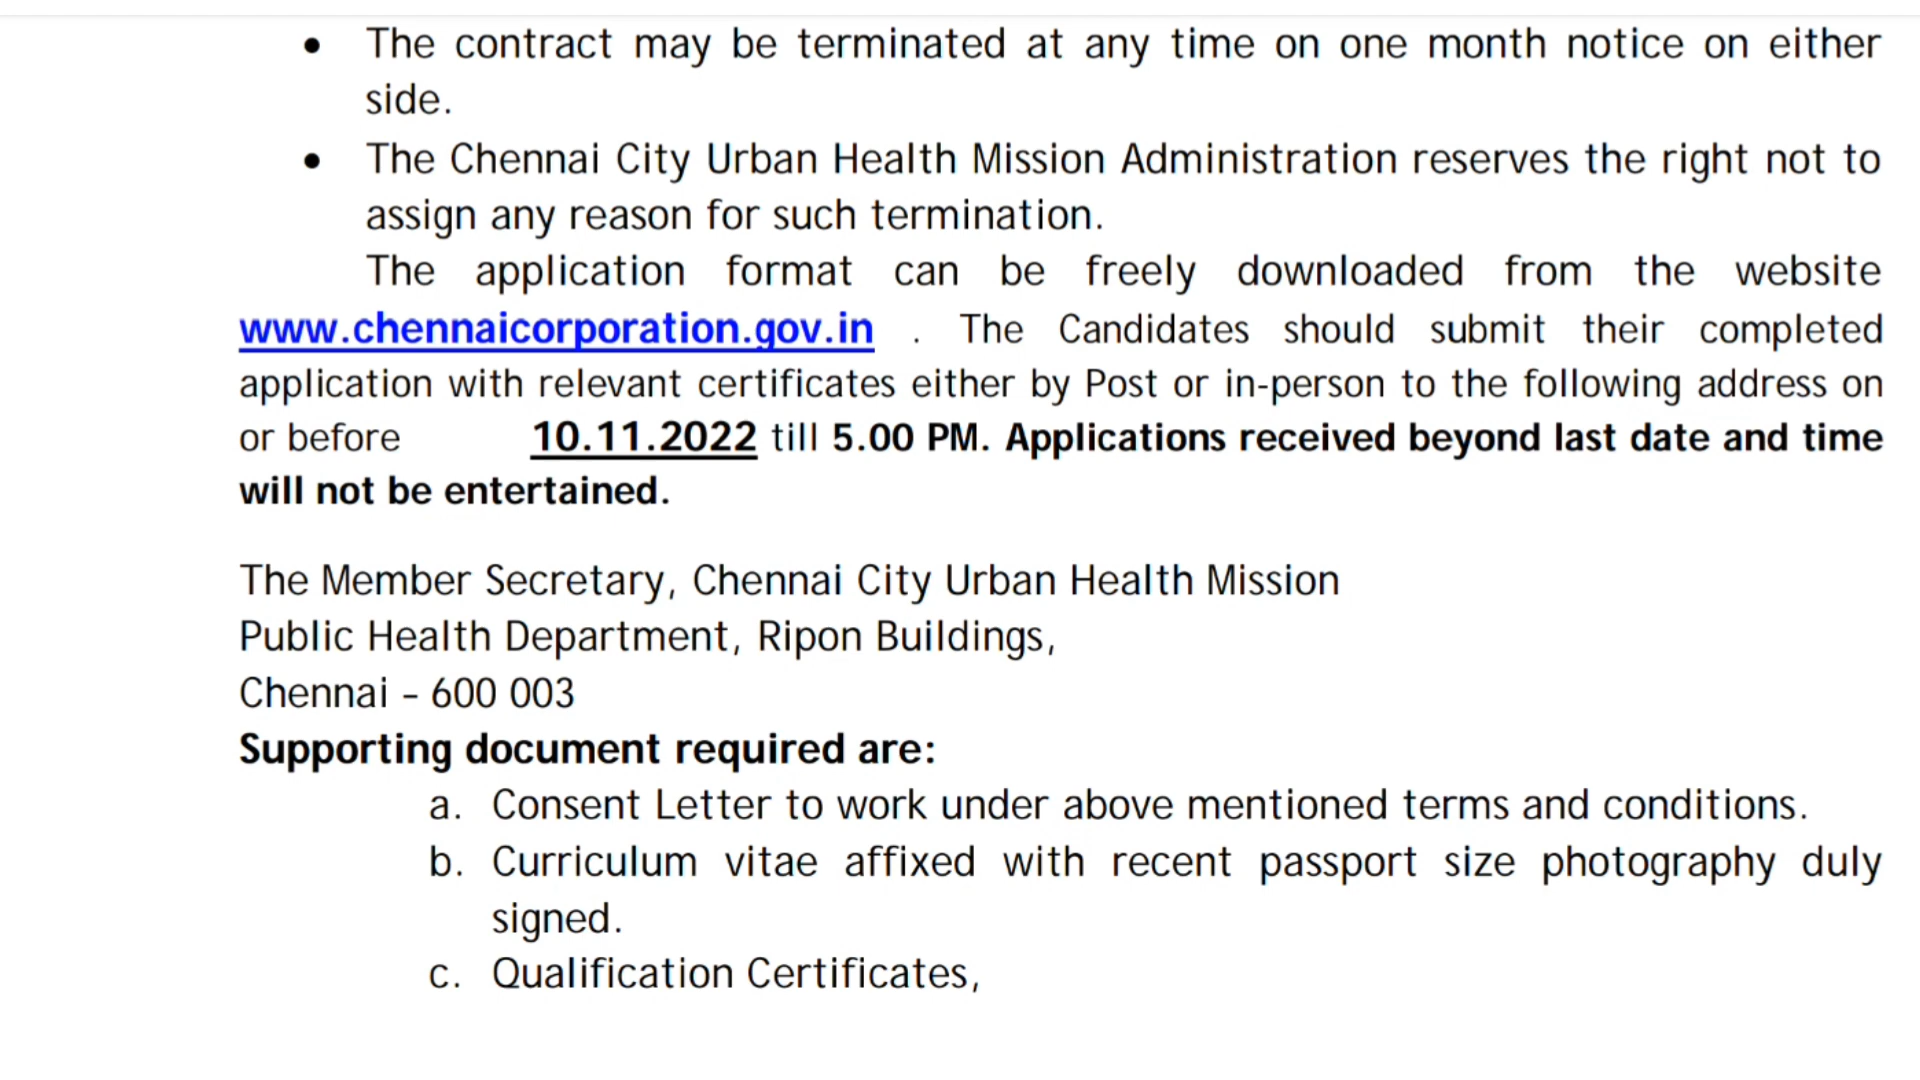 • The contract may be terminated at any time on one month notice on either
side.
• The Chennai City Urban Health Mission Administration reserves the right not to
assign any reason for such termination.
The application format can be freely downloaded from the website
www.chennaicorporation.gov.in . The Candidates should submit their completed
application with relevant certificates either by Post or in-person to the following address on
or before 10.11.2022 till 5.00 PM. Applications received beyond last date and time
will not be entertained.
The Member Secretary, Chennai City Urban Health Mission
Public Health Department, Ripon Buildings,
Chennai – 600 003
Supporting document required are:
a. Consent Letter to work under above mentioned terms and conditions.
b. Curriculum vitae affixed with recent passport size photography duly
signed.
c. Qualification Certificates,